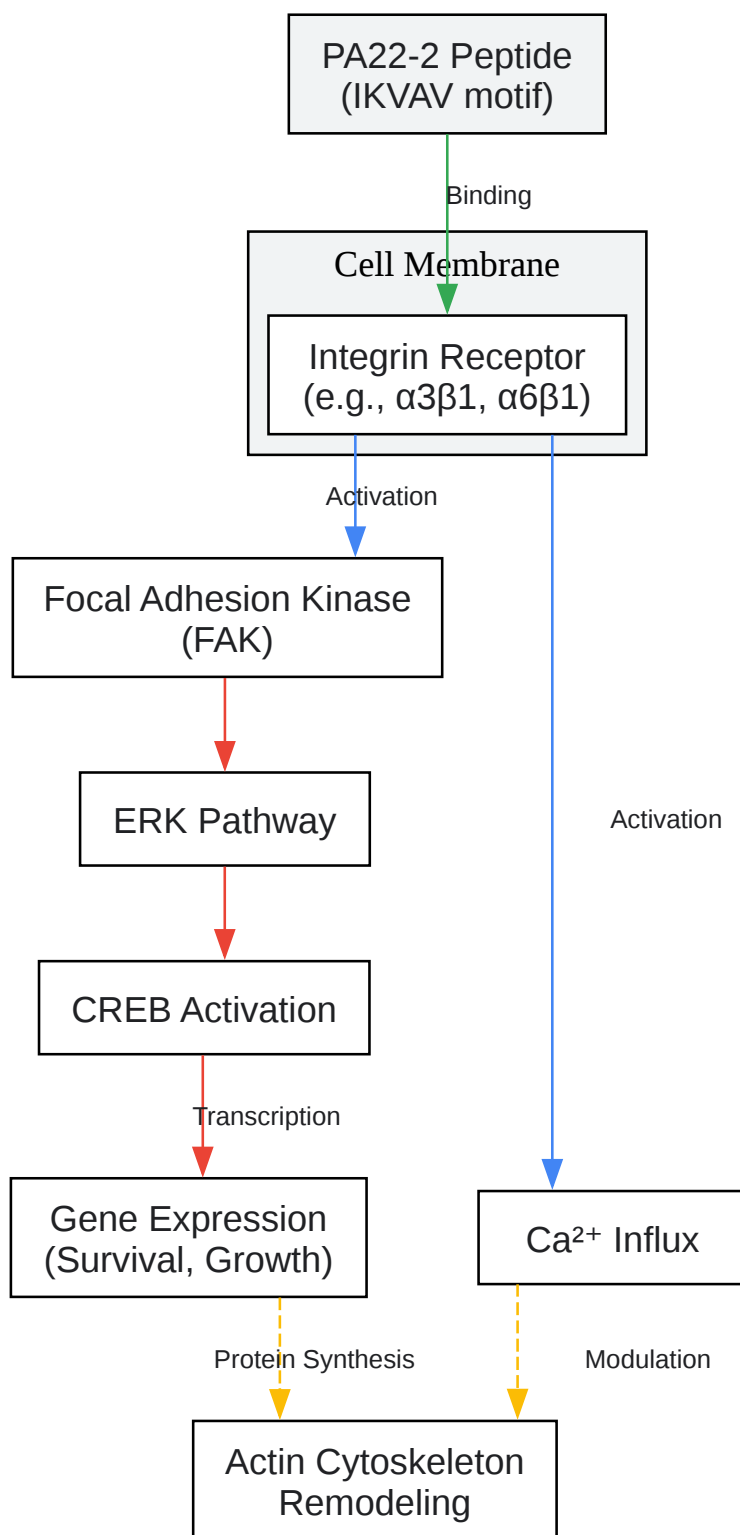 PA22-2 Peptide
(IKVAV motif)
Binding
Cell Membrane
Integrin Receptor
(e.g., α3β1, α6β1)
Activation
Focal Adhesion Kinase
(FAK)
ERK Pathway
Activation
CREB Activation
Transcription
Gene Expression
(Survival, Growth)
Ca²⁺ Influx
Protein Synthesis
Modulation
Actin Cytoskeleton
Remodeling